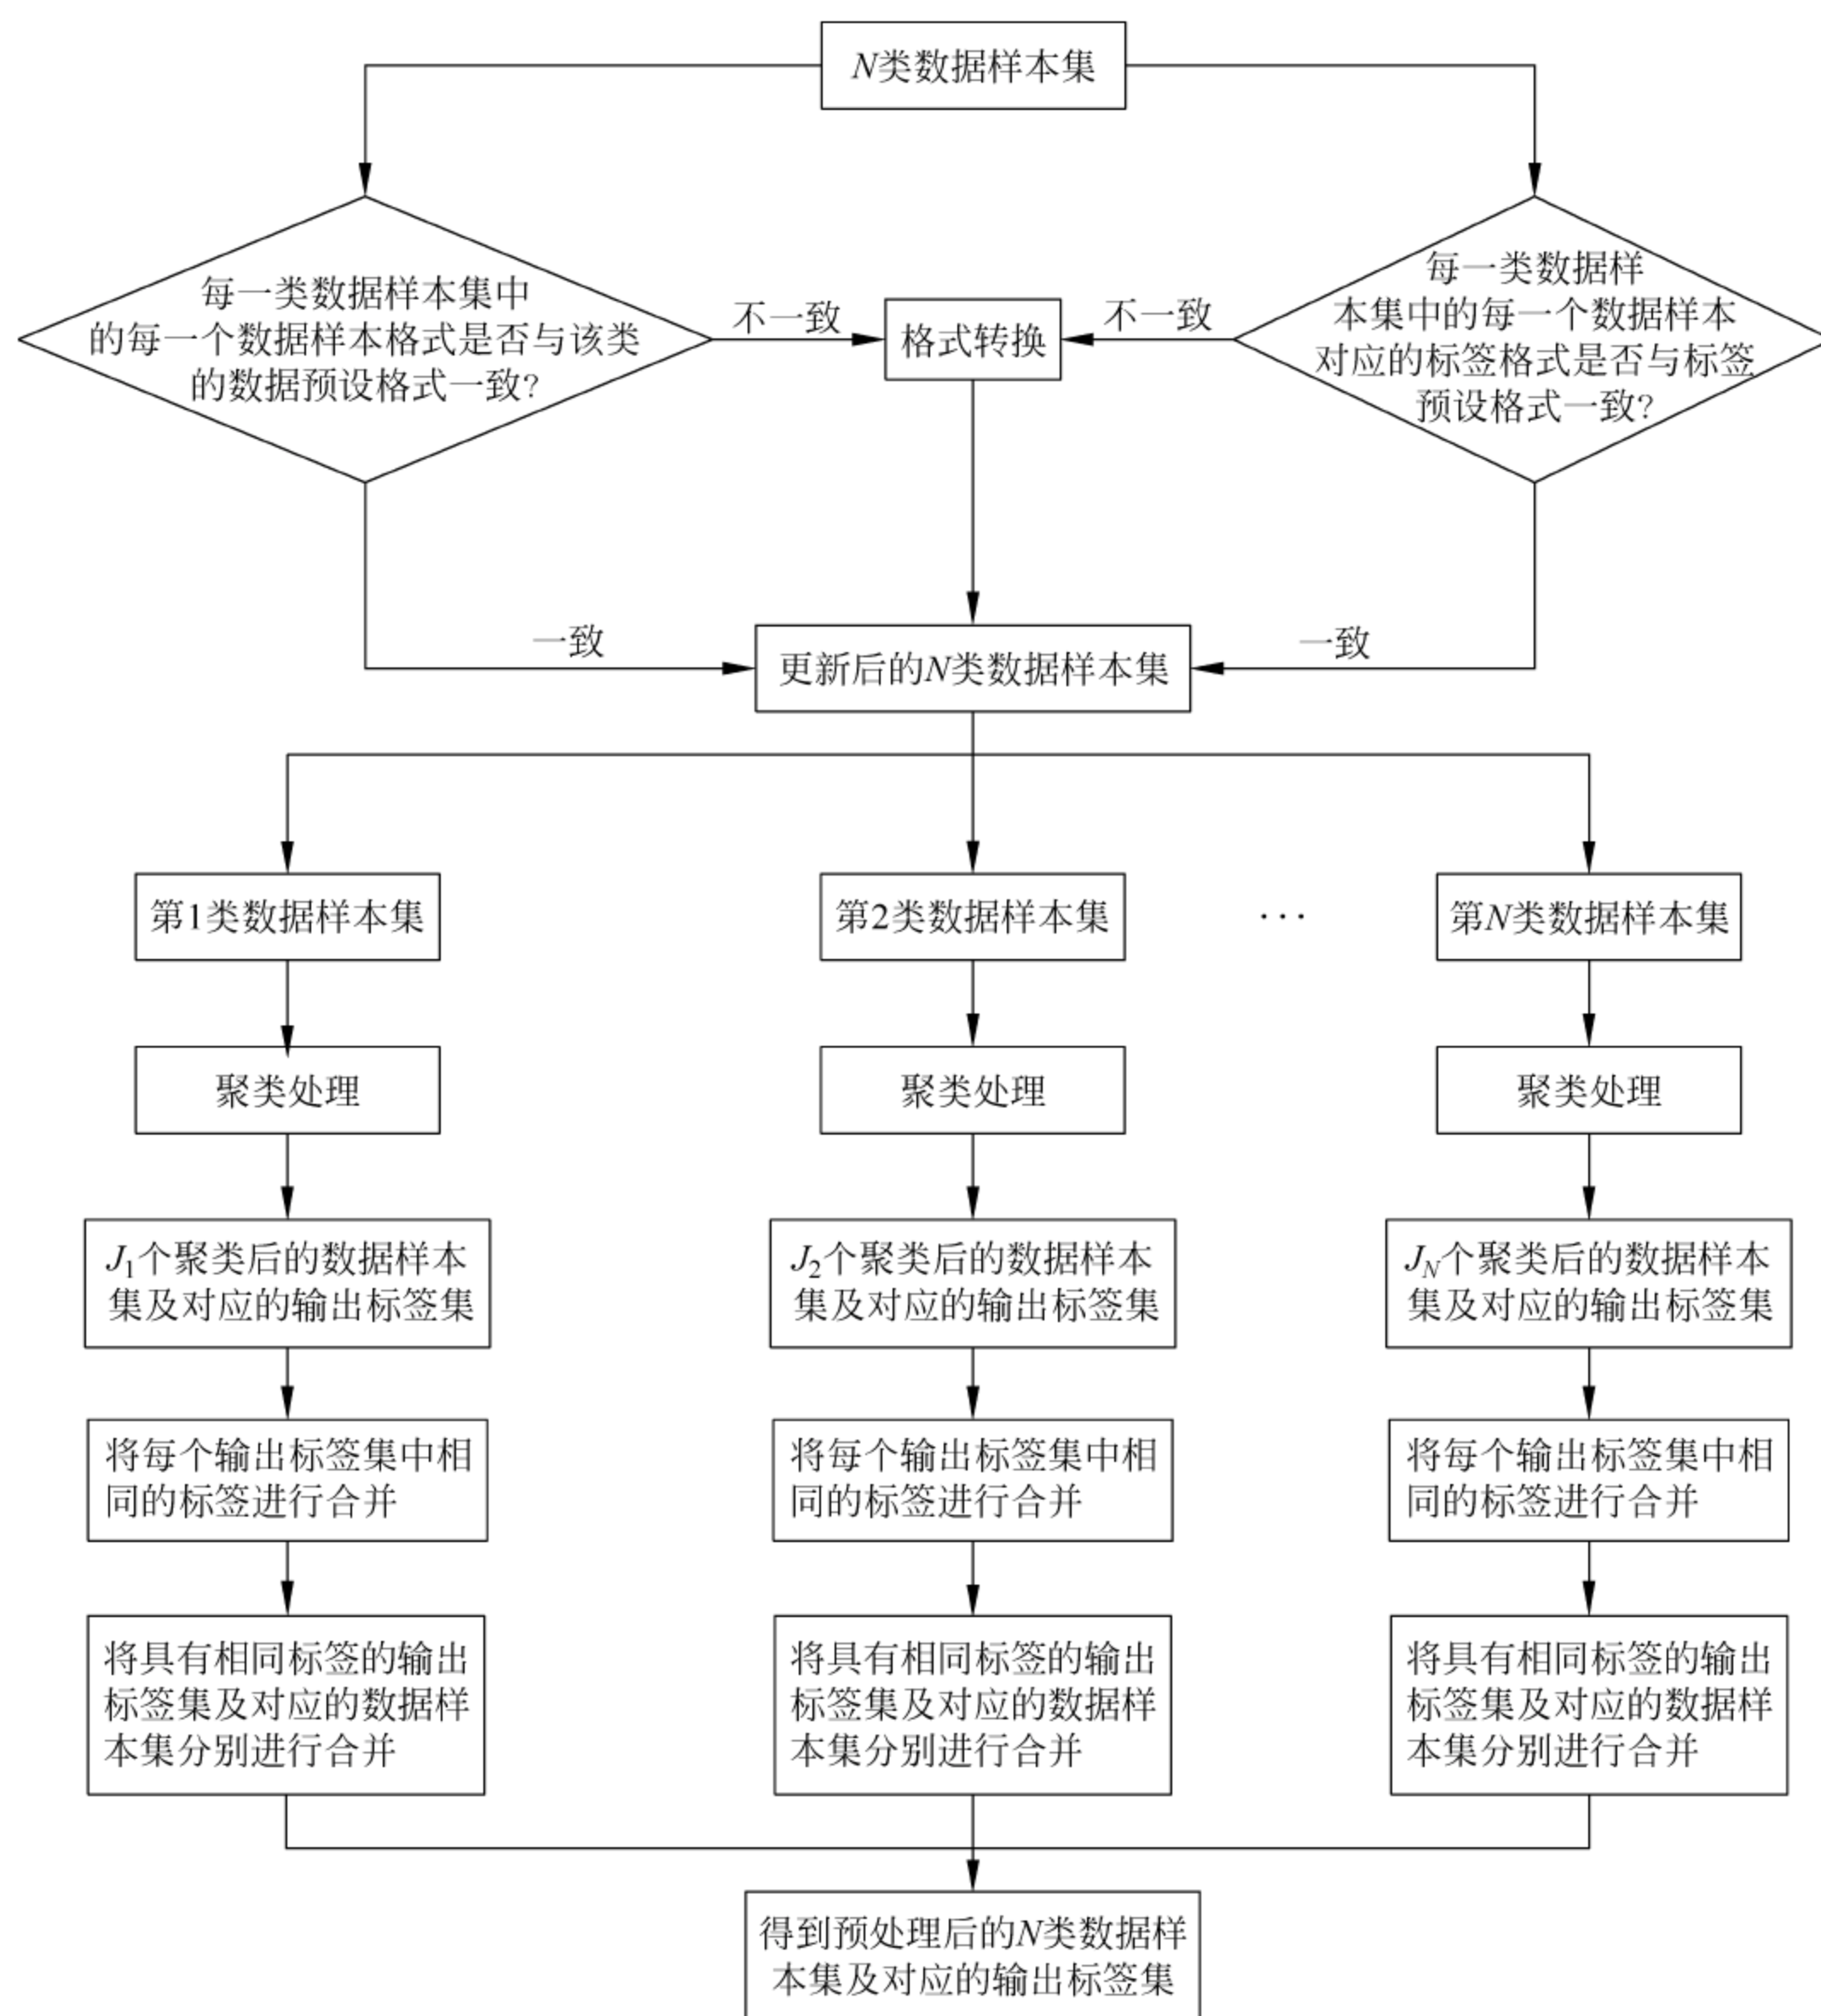 N类数据样本集
每一类数据样本集中
的每一个数据样本格式是否与该类
的数据预设格式一致?
不一致
格式转换
不一致
每一类数据样
本集中的每一个数据样本
对应的标签格式是否与标签
预设格式一致?
一致
更新后的N类数据样本集
一致
第1类数据样本集
第2类数据样本集
···
第N类数据样本集
聚类处理
聚类处理
聚类处理
J1个聚类后的数据样本
集及对应的输出标签集
J2个聚类后的数据样本
集及对应的输出标签集
JN个聚类后的数据样本
集及对应的输出标签集
将每个输出标签集中相
同的标签进行合并
将每个输出标签集中相
同的标签进行合并
将每个输出标签集中相
同的标签进行合并
将具有相同标签的输出
标签集及对应的数据样
本集分别进行合并
将具有相同标签的输出
标签集及对应的数据样
本集分别进行合并
将具有相同标签的输出
标签集及对应的数据样
本集分别进行合并
得到预处理后的N类数据样
本集及对应的输出标签集